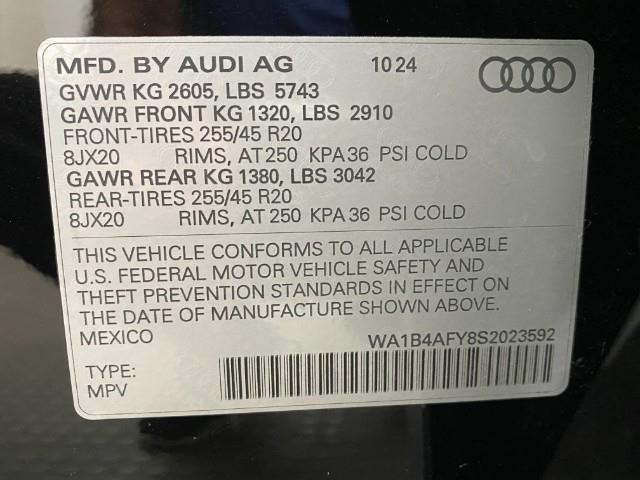 MFD. BY AUDI AG 10 24
GVWR KG 2605, LBS 5743
GAWR FRONT KG 1320, LBS 2910
FRONT-TIRES 255/45 R20
8JX20 RIMS, AT 250 KPA 36 PSI COLD
GAWR REAR KG 1380, LBS 3042
REAR-TIRES 255/45 R20
8JX20 RIMS, AT 250 KPA 36 PSI COLD
THIS VEHICLE CONFORMS TO ALL APPLICABLE
U.S. FEDERAL MOTOR VEHICLE SAFETY AND
THEFT PREVENTION STANDARDS IN EFFECT ON
THE DATE OF MANUFACTURE SHOWN ABOVE.
MEXICO WA1B4AFY8S2023592
TYPE:
MPV